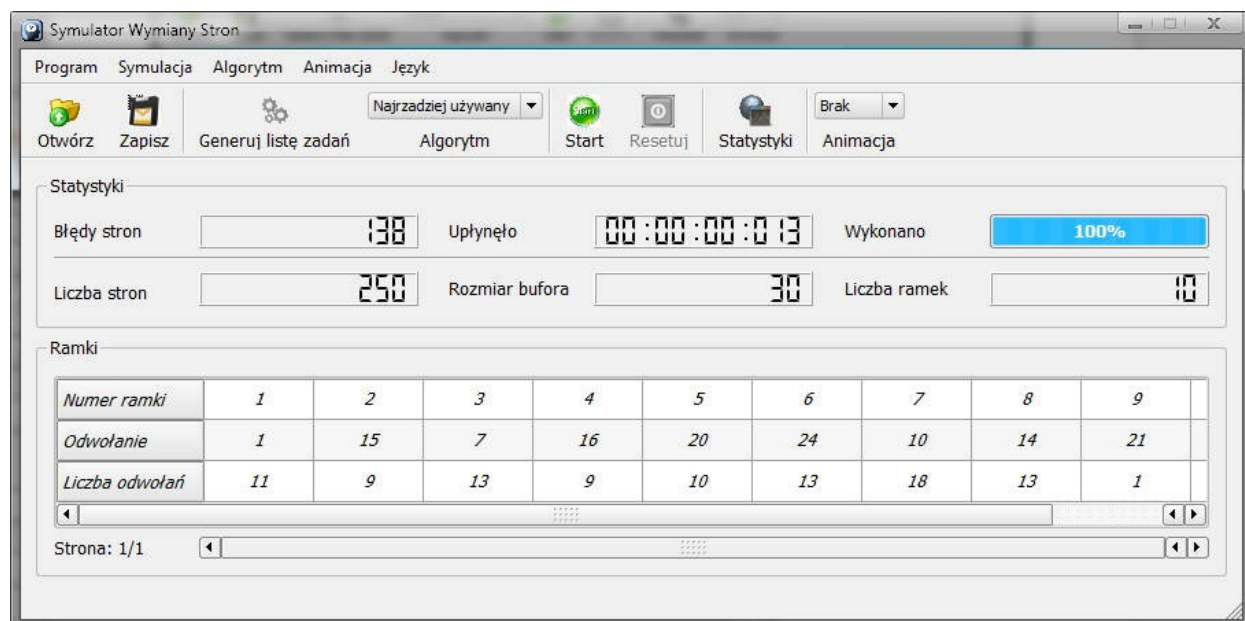 Symulator Wymiany Stron
Program Symulacja Algorytm Animacja Język
Najrzadziej używany Brak
Otwórz Zapisz Generuj listę zadań Algorytm Start Resetuj Statystyki Animacja
Statystyki
Błędy stron 138 Upłynęło 00:00:00:013 Wykonano 100%
Liczba stron 250 Rozmiar bufora 30 Liczba ramek 10
Ramki
Numer ramki 1 2 3 4 5 6 7 8 9
Odwołanie 1 15 7 16 20 24 10 14 21
Liczba odwołań 11 9 13 9 10 13 18 13 1
Strona: 1/1